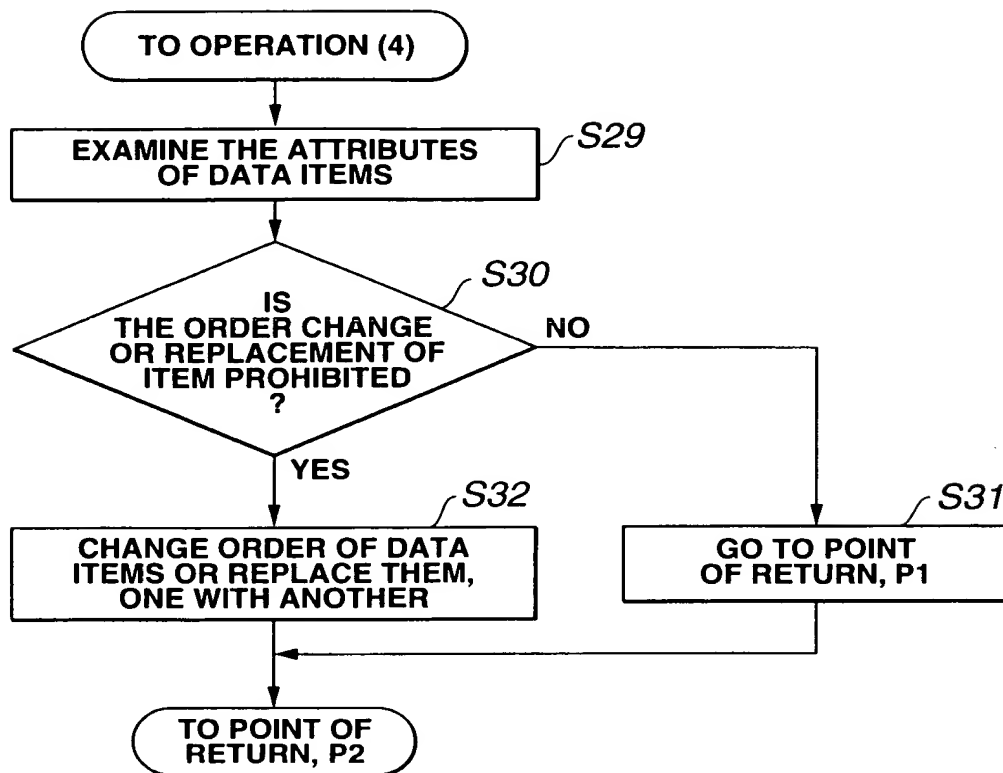 TO OPERATION (4)
S29
EXAMINE THE ATTRIBUTES
OF DATA ITEMS
S30
IS
THE ORDER CHANGE
OR REPLACEMENT OF
ITEM PROHIBITED
?
NO
YES
S32
CHANGE ORDER OF DATA
ITEMS OR REPLACE THEM,
ONE WITH ANOTHER
S31
GO TO POINT
OF RETURN, P1
TO POINT OF
RETURN, P2